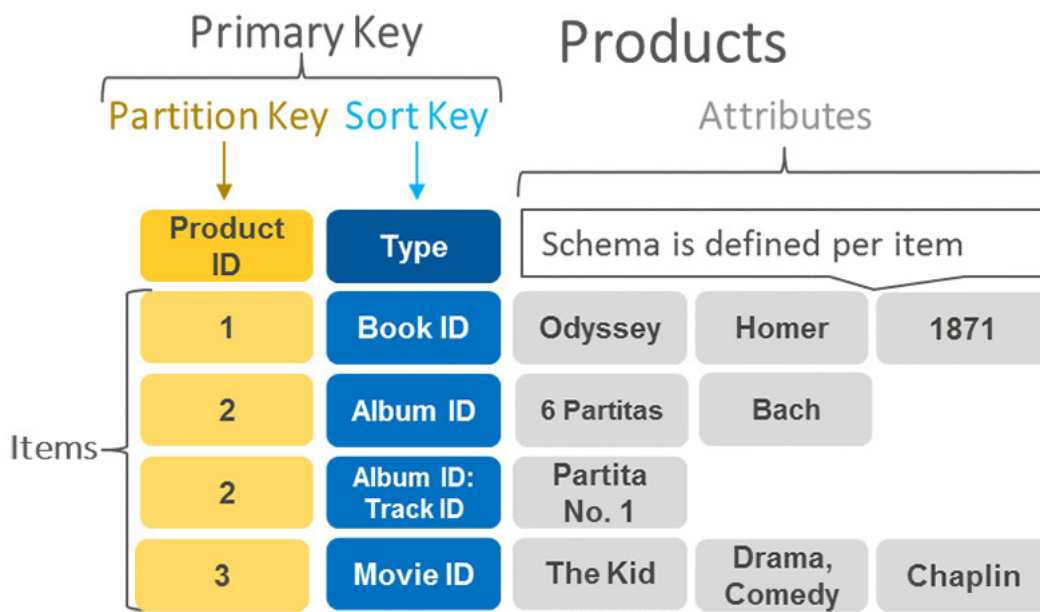 Primary Key
Products
Partition Key
Sort Key
Attributes
Product
ID
Type
Schema is defined per item
Items
1
Book ID
Odyssey
Homer
1871
2
Album ID
6 Partitas
Bach
2
Album ID:
Track ID
Partita
No. 1
3
Movie ID
The Kid
Drama,
Comedy
Chaplin